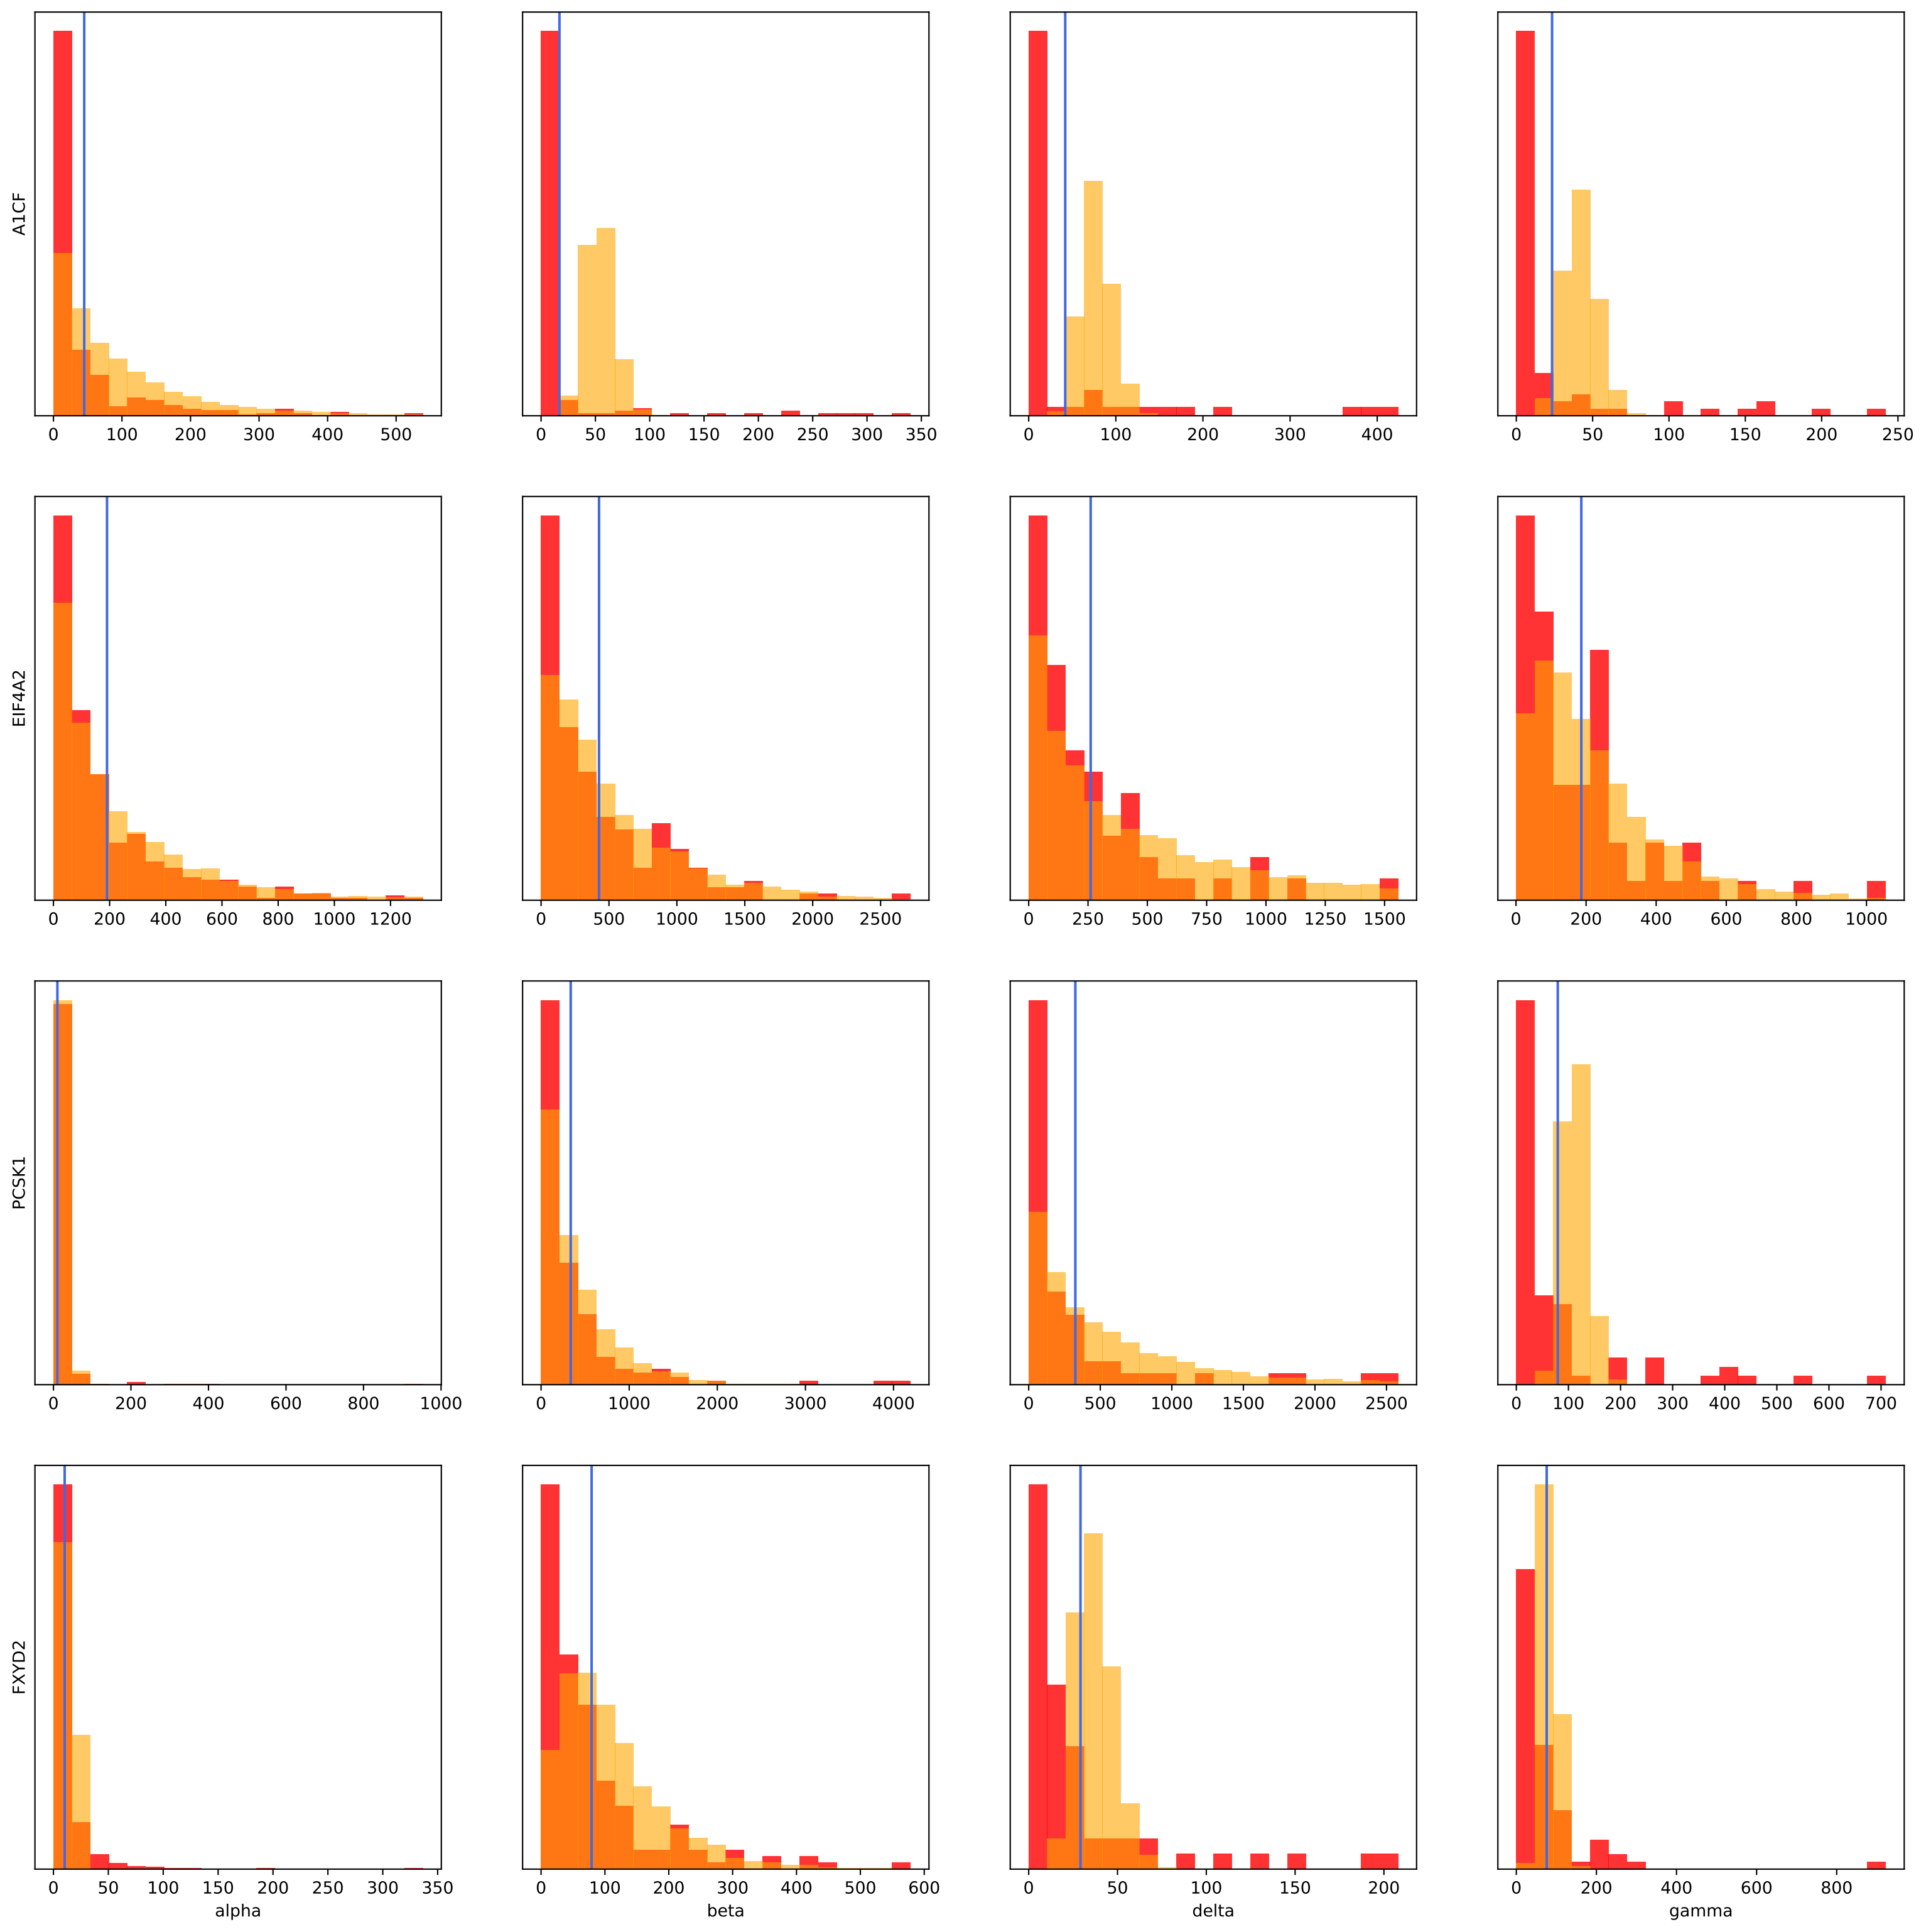 A1CF
0 100 200 300 400 500
0 50 100 150 200 250 300 350
0 100 200 300 400
0 50 100 150 200 250
EIF4A2
0 200 400 600 800 1000 1200
0 500 1000 1500 2000 2500
0 250 500 750 1000 1250 1500
0 200 400 600 800 1000
PCSK1
0 200 400 600 800 1000
0 1000 2000 3000 4000
0 500 1000 1500 2000 2500
0 100 200 300 400 500 600 700
FXYD2
0 50 100 150 200 250 300 350
0 100 200 300 400 500 600
0 50 100 150 200
0 200 400 600 800
alpha
beta
delta
gamma